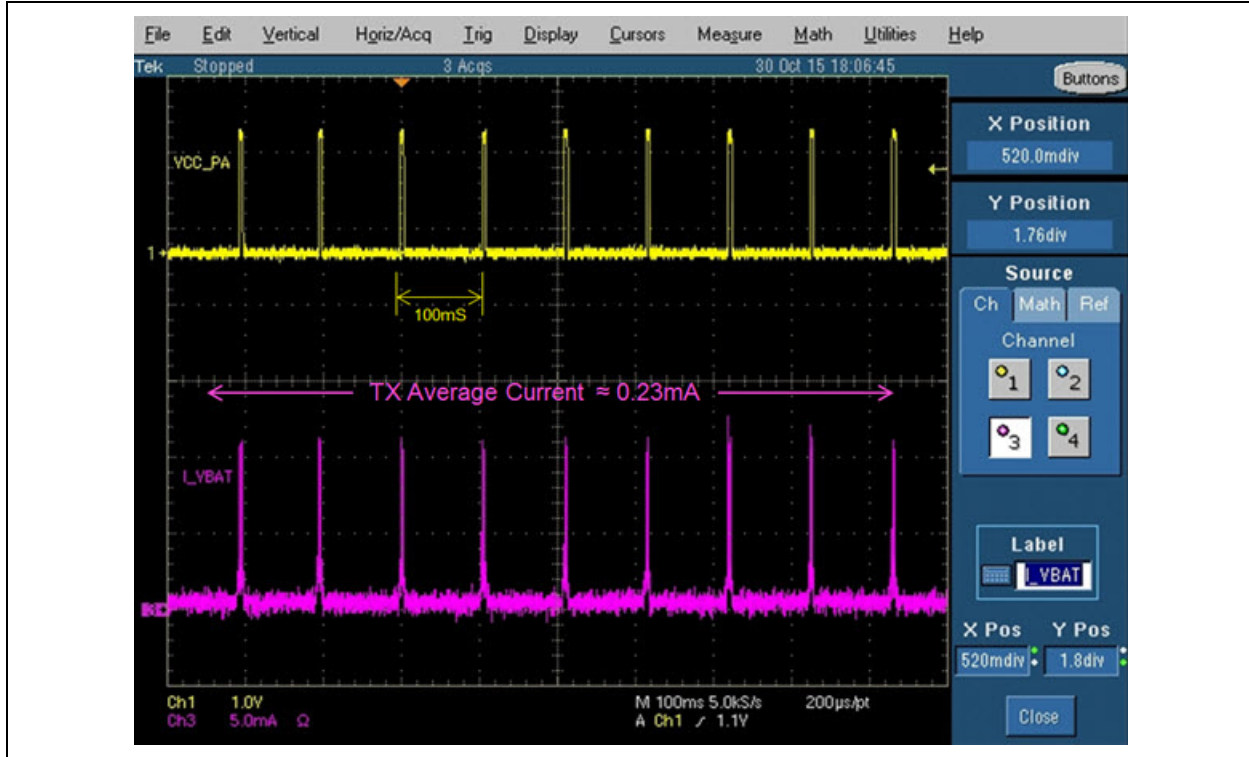 File Edit Vertical Horiz/Acq Trig Display Cursors Measure Math Utilities Help
Tek Stopped 3 Acqs 30 Oct 15 18:06:45
Buttons
X Position
520.0mdiv
Y Position
1.76div
Source
Ch Math Ref
Channel
1 2
3 4
Label
I_VBAT
X Pos Y Pos
520mdiv 1.8div
Close
VCC_PA
1
100mS
TX Average Current ≈ 0.23mA
I_VBAT
3
Ch1 1.0V M 100ms 5.0kS/s 200µs/pt
Ch3 5.0mA Ω A Ch1 / 1.1V